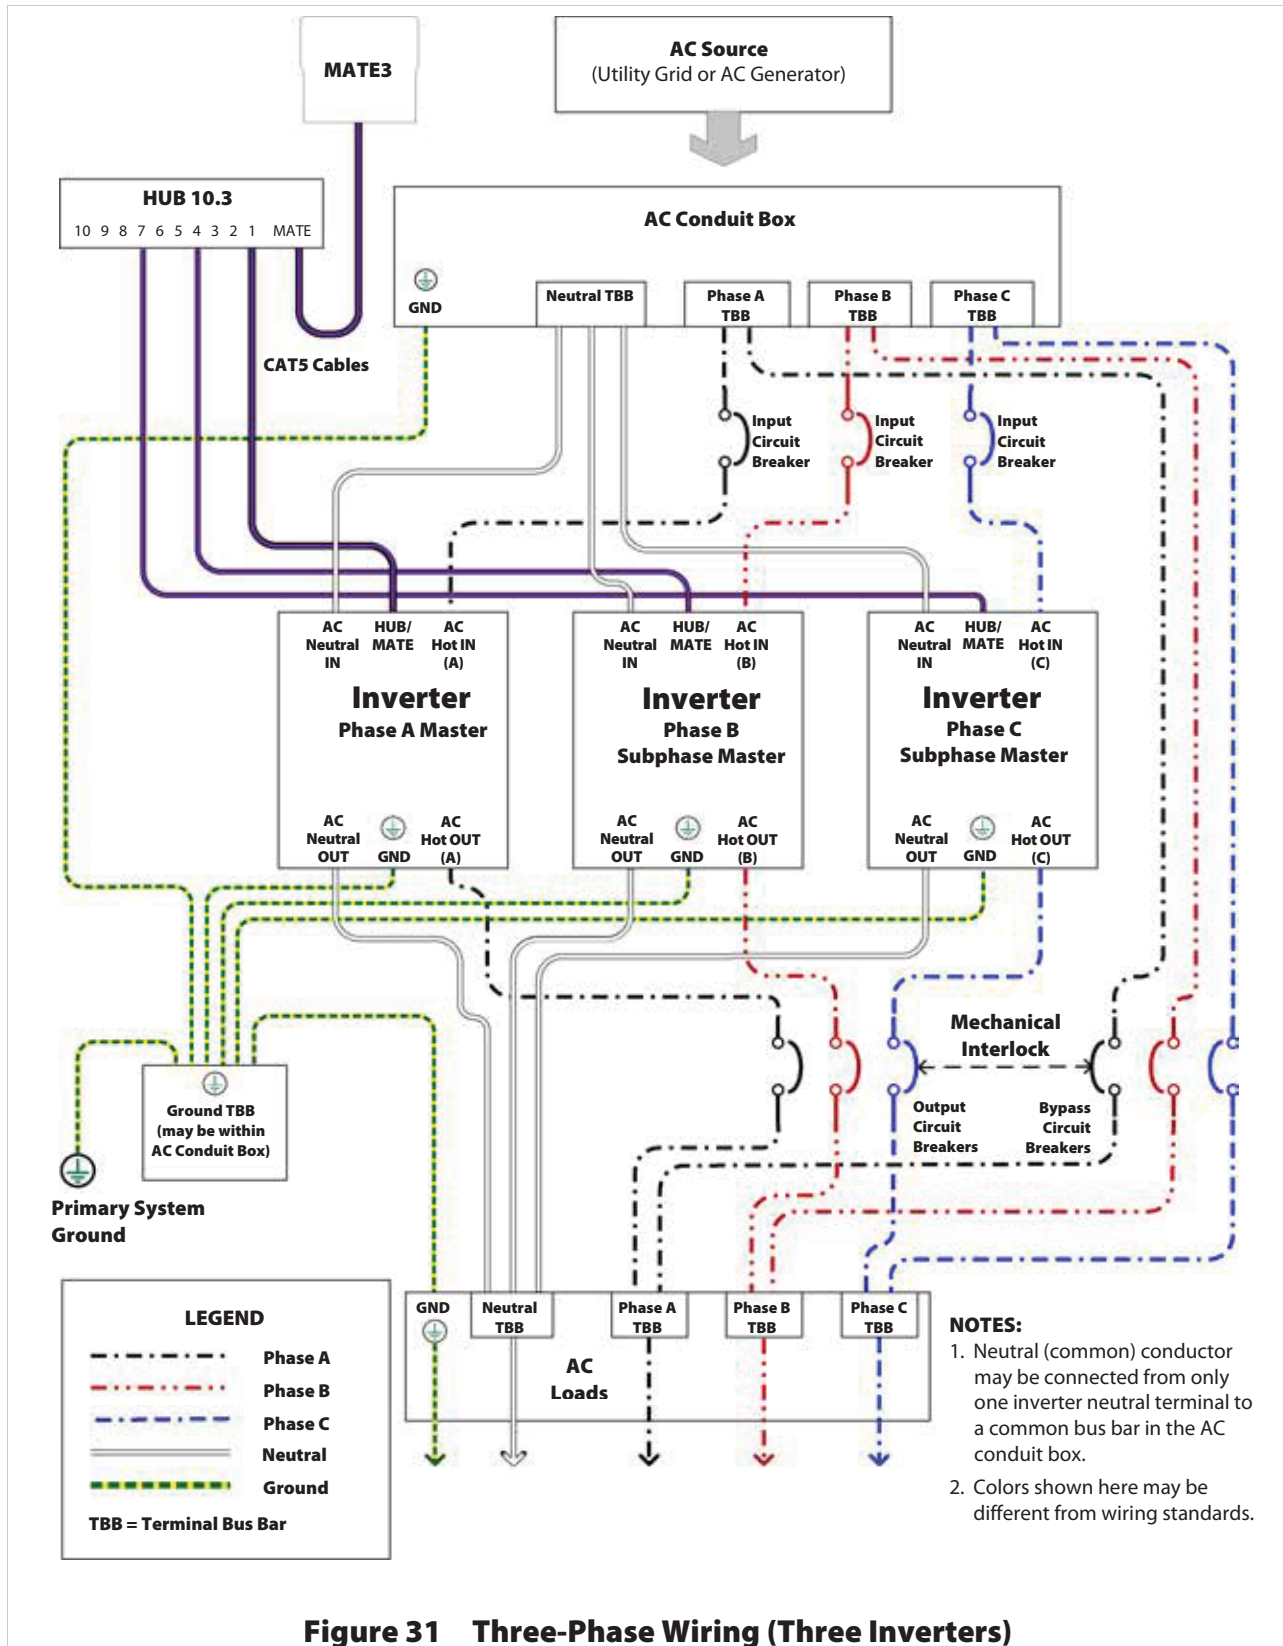 MATE3
AC Source
(Utility Grid or AC Generator)
HUB 10.3
10 9 8 7 6 5 4 3 2 1 MATE
AC Conduit Box
GND
Neutral TBB
Phase A
TBB
Phase B
TBB
Phase C
TBB
CAT5 Cables
Input
Circuit
Breaker
Input
Circuit
Breaker
Input
Circuit
Breaker
AC
Neutral
IN
HUB/
MATE
AC
Hot IN
(A)
Inverter
Phase A Master
AC
Neutral
OUT
GND
AC
Hot OUT
(A)
AC
Neutral
IN
HUB/
MATE
AC
Hot IN
(B)
Inverter
Phase B
Subphase Master
AC
Neutral
OUT
GND
AC
Hot OUT
(B)
AC
Neutral
IN
HUB/
MATE
AC
Hot IN
(C)
Inverter
Phase C
Subphase Master
AC
Neutral
OUT
GND
AC
Hot OUT
(C)
Mechanical
Interlock
Output
Circuit
Breakers
Bypass
Circuit
Breakers
Ground TBB
(may be within
AC Conduit Box)
Primary System
Ground
LEGEND
Phase A
Phase B
Phase C
Neutral
Ground
TBB = Terminal Bus Bar
GND
Neutral
TBB
Phase A
TBB
Phase B
TBB
Phase C
TBB
AC
Loads
NOTES:
1. Neutral (common) conductor
may be connected from only
one inverter neutral terminal to
a common bus bar in the AC
conduit box.
2. Colors shown here may be
different from wiring standards.
Figure 31 Three-Phase Wiring (Three Inverters)